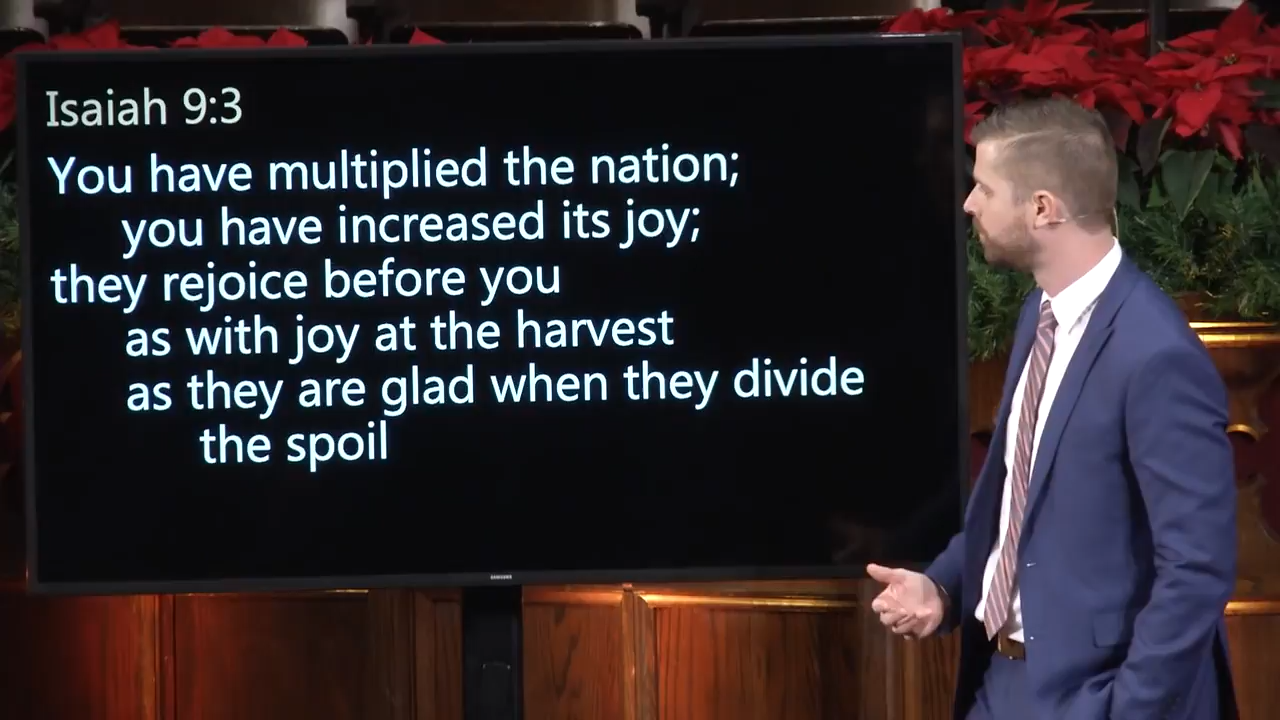 Isaiah 9:3
You have multiplied the nation;
you have increased its joy;
they rejoice before you
as with joy at the harvest
as they are glad when they divide
the spoil
SAMSUNG